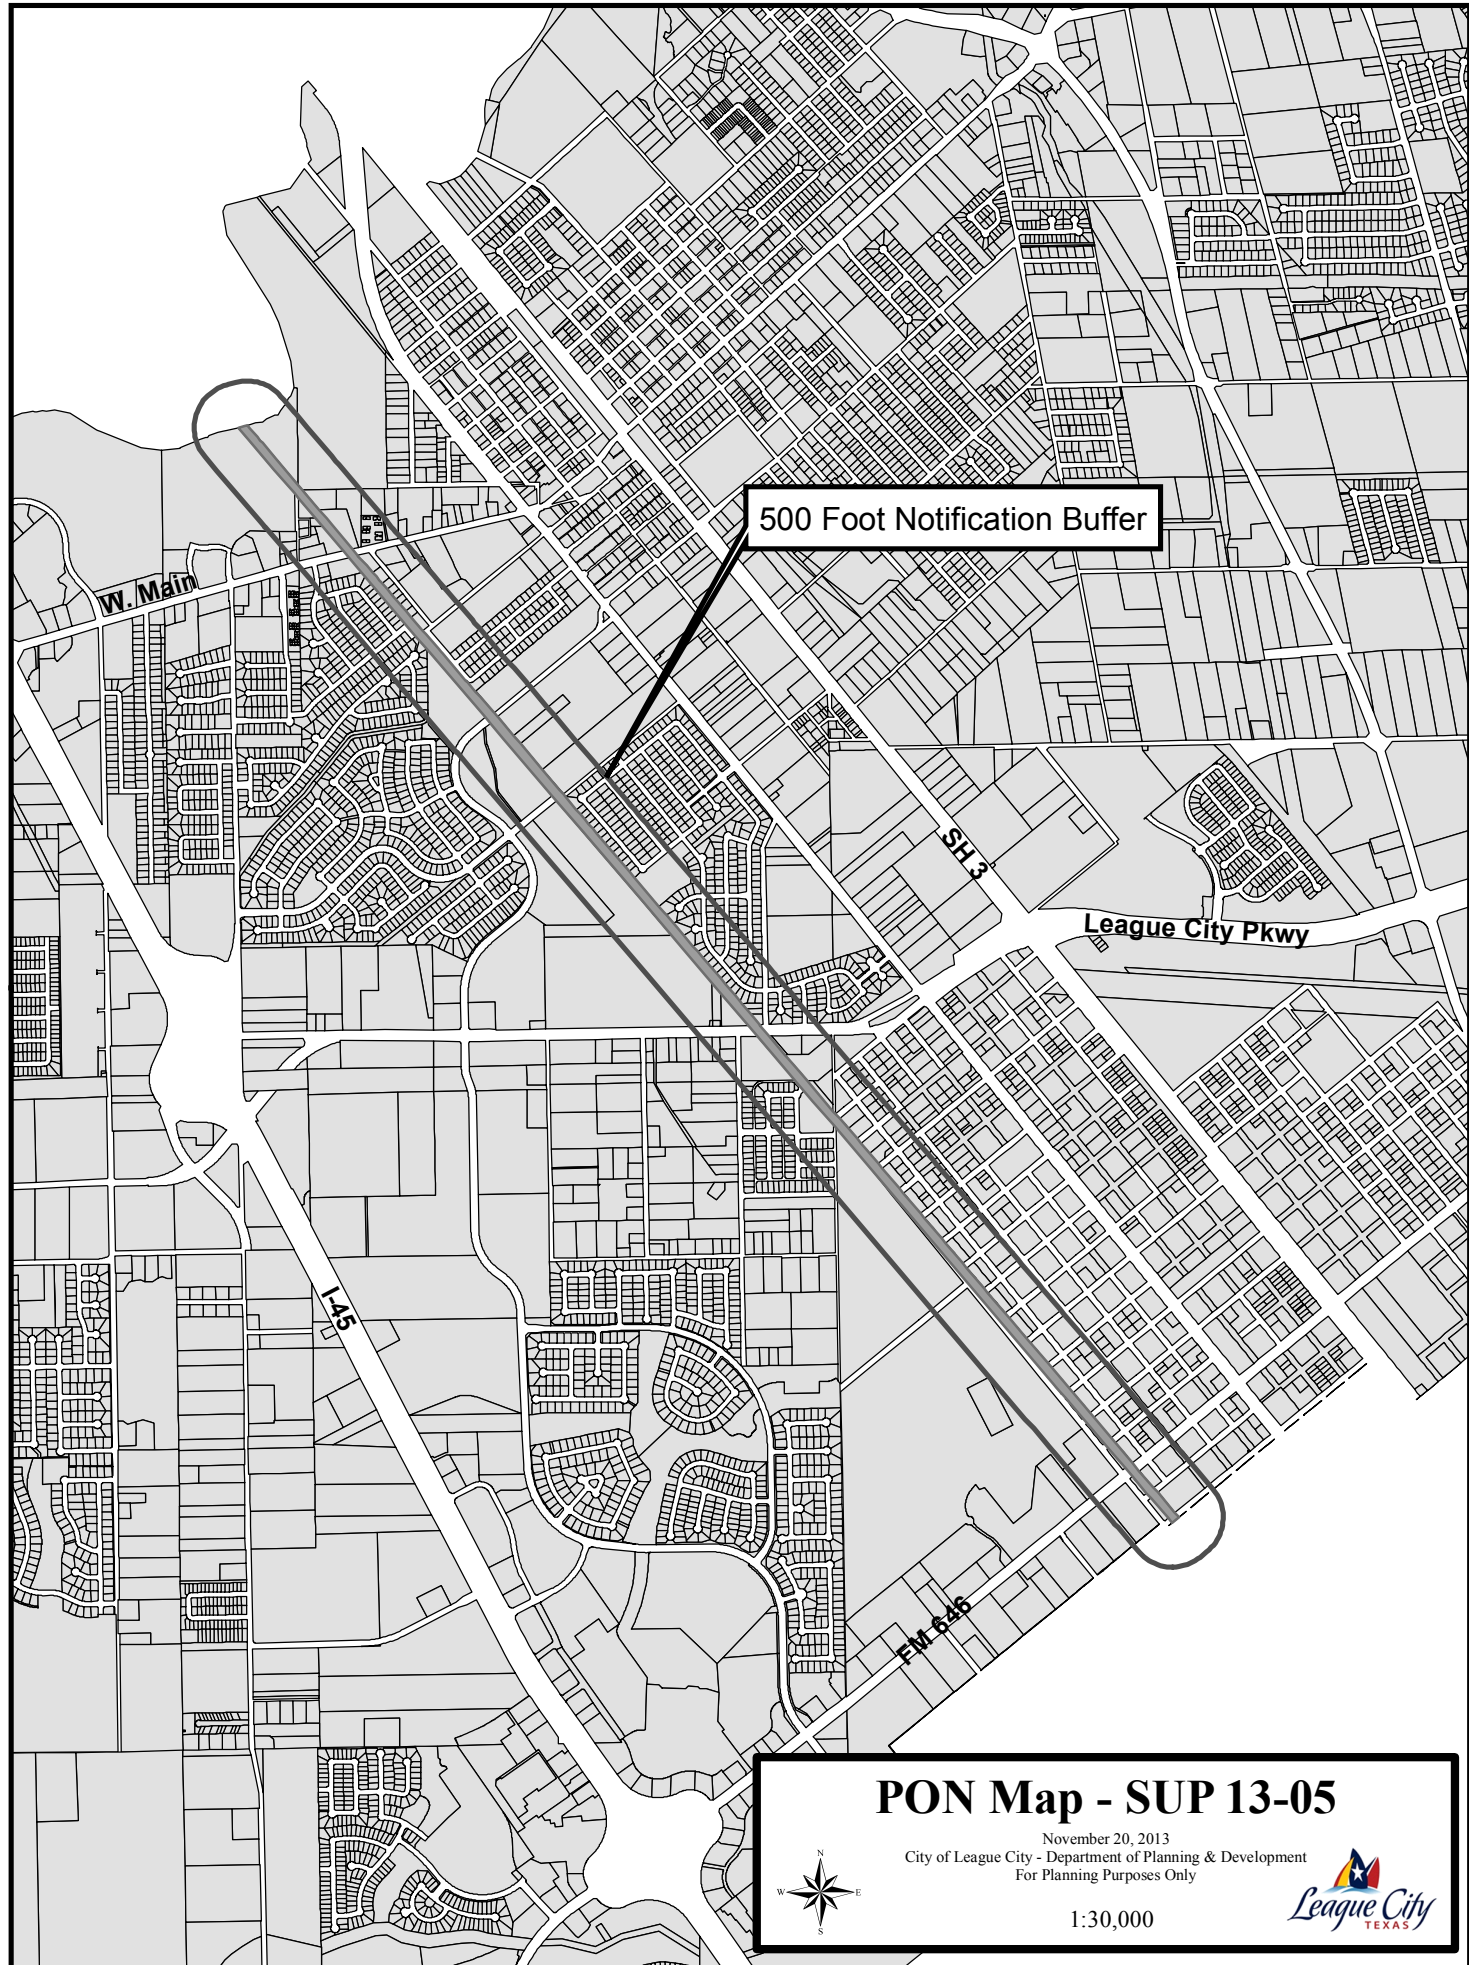 500 Foot Notification Buffer
W. Main
SH 3
League City Pkwy
I-45
FM 646
PON Map - SUP 13-05
November 20, 2013
City of League City - Department of Planning & Development
For Planning Purposes Only
N
W E
S
1:30,000
League City
TEXAS